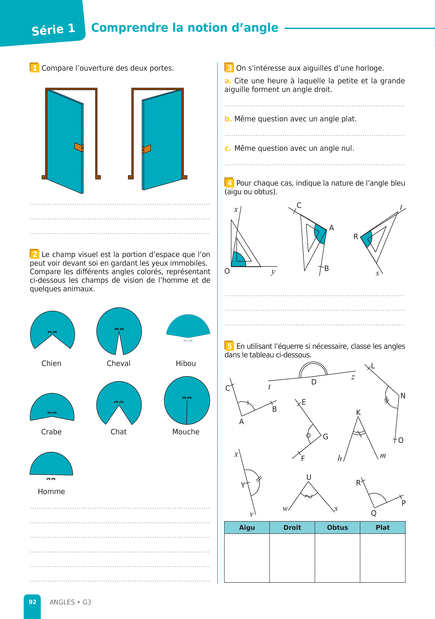 Série 1
Comprendre la notion d’angle
1 Compare l’ouverture des deux portes.
2 Le champ visuel est la portion d’espace que l’on
peut voir devant soi en gardant les yeux immobiles.
Compare les différents angles colorés, représentant
ci-dessous les champs de vision de l’homme et de
quelques animaux.
Chien
Cheval
Hibou
Crabe
Chat
Mouche
Homme
3 On s’intéresse aux aiguilles d’une horloge.
a. Cite une heure à laquelle la petite et la grande
aiguille forment un angle droit.
b. Même question avec un angle plat.
c. Même question avec un angle nul.
4 Pour chaque cas, indique la nature de l’angle bleu
(aigu ou obtus).
x
O
y
C
A
B
R
t
s
5 En utilisant l’équerre si nécessaire, classe les angles
dans le tableau ci-dessous.
C
A
B
t
D
z
L
N
O
E
G
F
K
h
m
x
Y
v
U
w
s
R
Q
P
Aigu
Droit
Obtus
Plat
92
ANGLES • G3